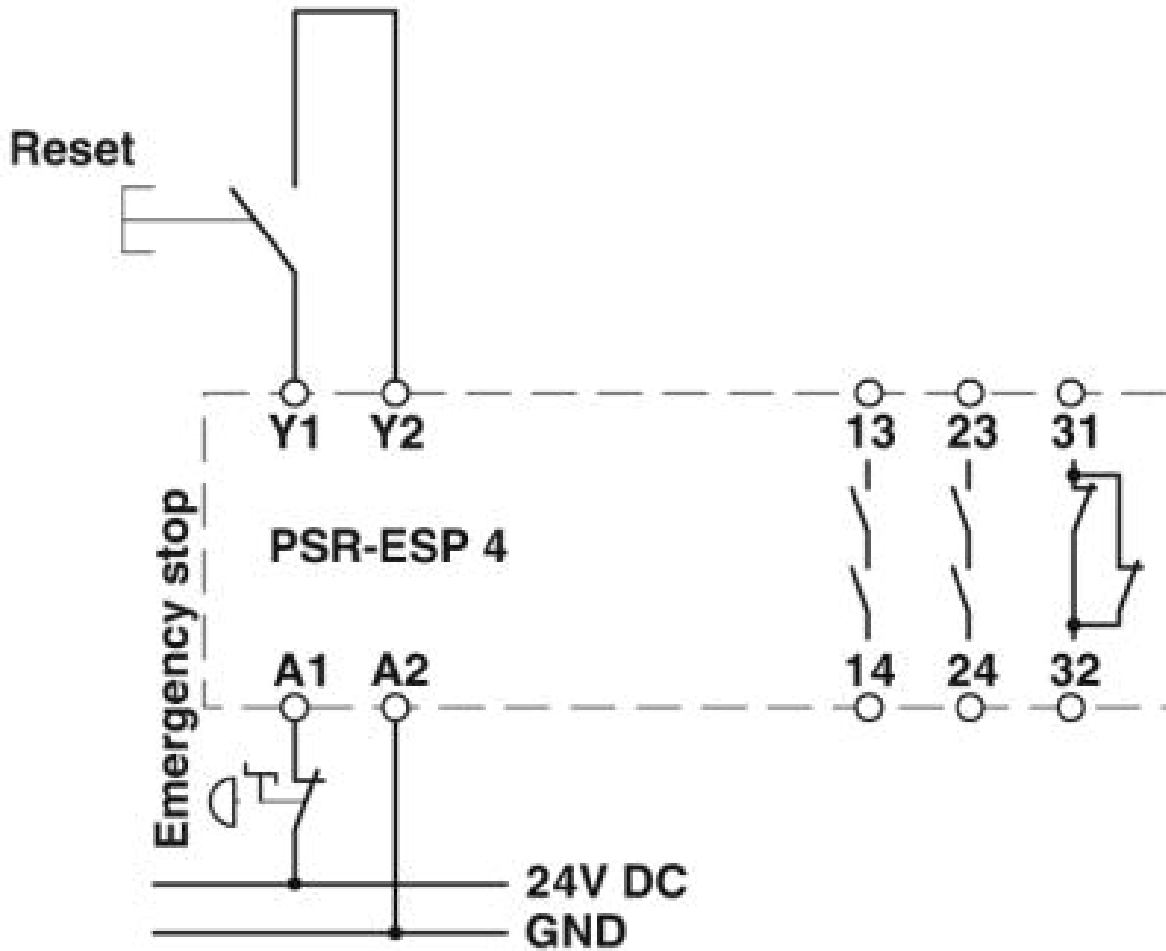 Reset
Y1 Y2 13 23 31
PSR-ESP 4
Emergency stop
A1 A2 14 24 32
24V DC
GND